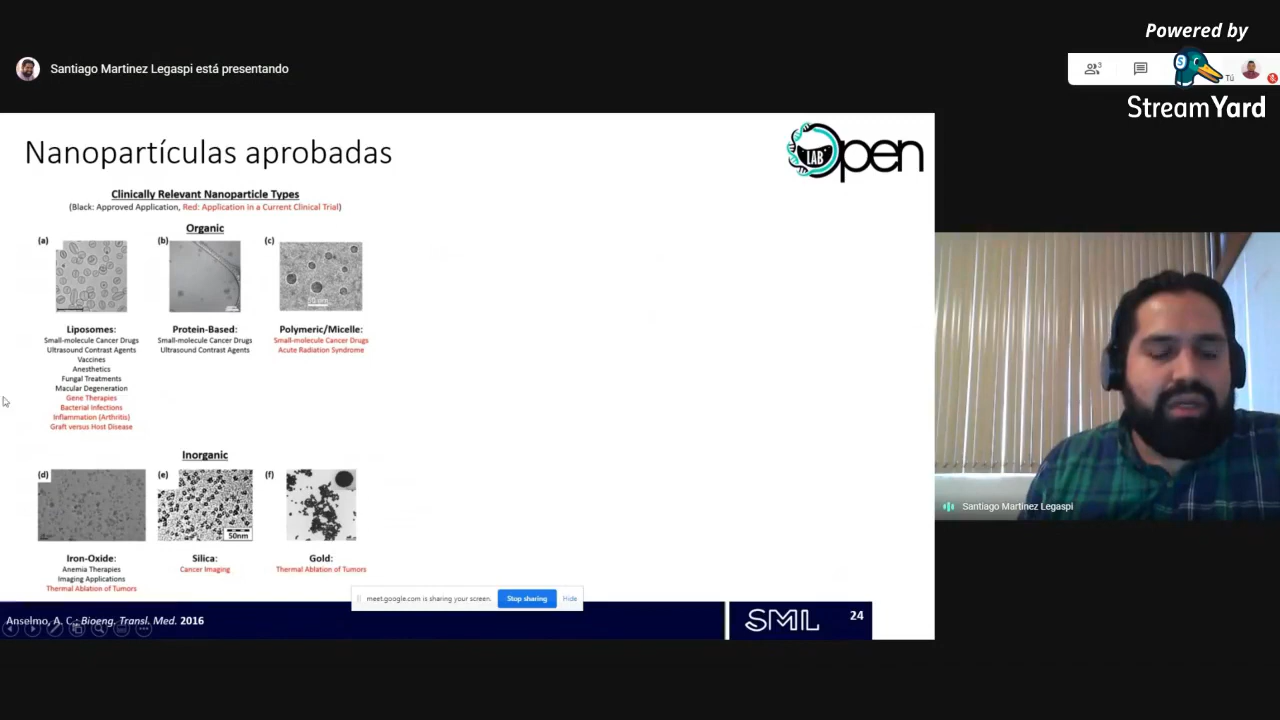 Powered by
StreamYard
Santiago Martinez Legaspi está presentando
3
Tú
Nanopartículas aprobadas
LAB
Open
Clinically Relevant Nanoparticle Types
(Black: Approved Application, Red: Application in a Current Clinical Trial)
Organic
(a)
(b)
(c)
Liposomes:
Small-molecule Cancer Drugs
Ultrasound Contrast Agents
Vaccines
Anesthetics
Fungal Treatments
Macular Degeneration
Gene Therapies
Bacterial Infections
Inflammation (Arthritis)
Graft versus Host Disease
Protein-Based:
Small-molecule Cancer Drugs
Ultrasound Contrast Agents
Polymeric/Micelle:
Small-molecule Cancer Drugs
Acute Radiation Syndrome
Inorganic
(d)
(e)
(f)
50nm
Iron-Oxide:
Anemia Therapies
Imaging Applications
Thermal Ablation of Tumors
Silica:
Cancer Imaging
Gold:
Thermal Ablation of Tumors
meet.google.com is sharing your screen.
Stop sharing
Hide
Anselmo, A. C.; Bioeng. Transl. Med. 2016
SML
24
Santiago Martinez Legaspi